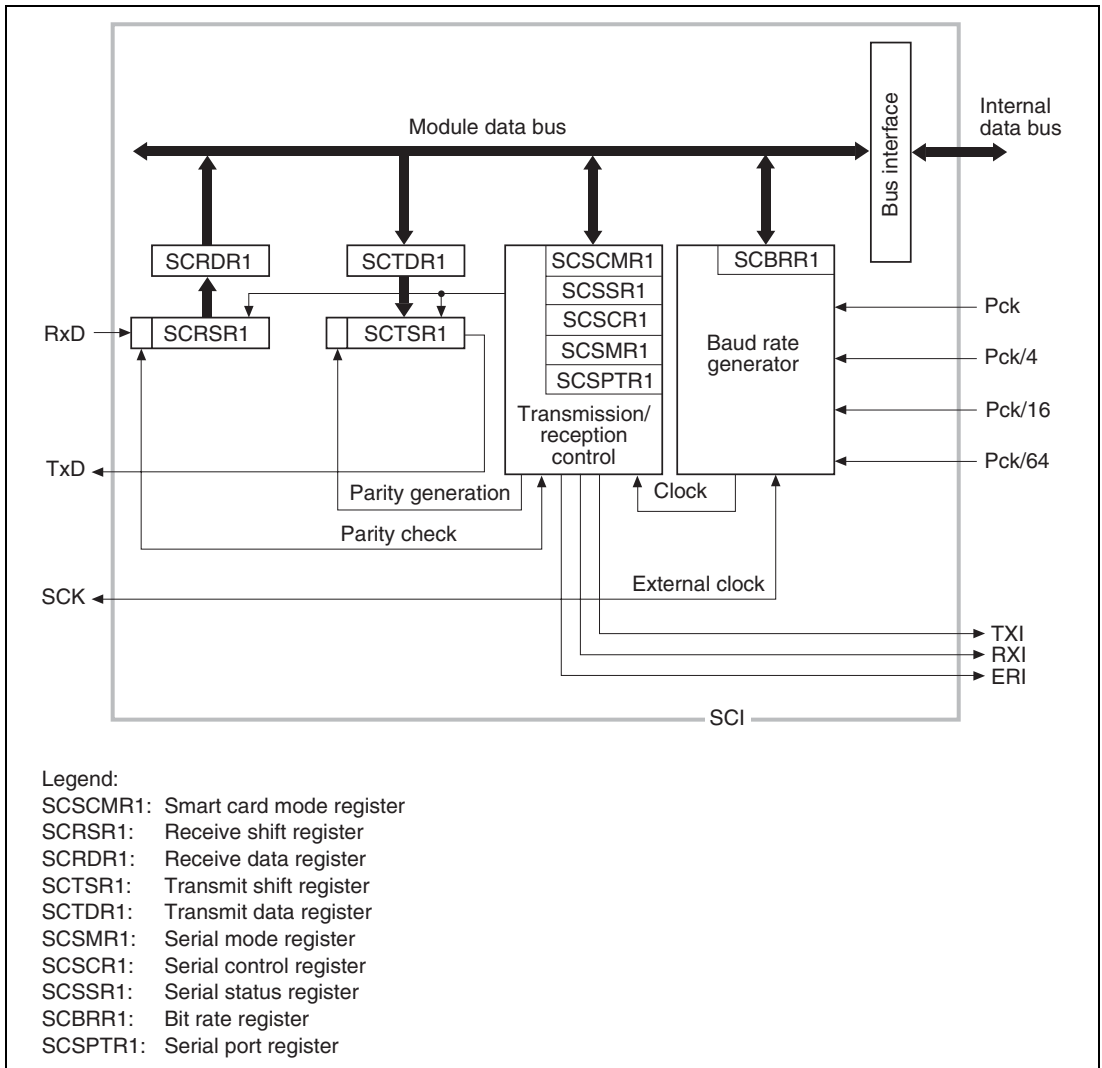 Module data bus
Bus interface
Internal
data bus
SCRDR1
SCTDR1
SCSCMR1
SCSSR1
SCSCR1
SCSMR1
SCSPTR1
Transmission/
reception
control
SCBRR1
Baud rate
generator
RxD
SCRSR1
SCTSR1
Pck
Pck/4
Pck/16
Pck/64
TxD
Parity generation
Clock
Parity check
SCK
External clock
TXI
RXI
ERI
SCI
Legend:
SCSCMR1: Smart card mode register
SCRSR1: Receive shift register
SCRDR1: Receive data register
SCTSR1: Transmit shift register
SCTDR1: Transmit data register
SCSMR1: Serial mode register
SCSCR1: Serial control register
SCSSR1: Serial status register
SCBRR1: Bit rate register
SCSPTR1: Serial port register